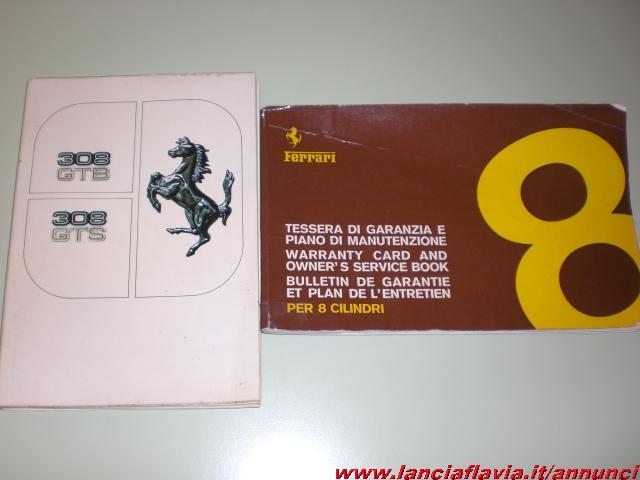 308
GTB
308
GTS
Ferrari
TESSERA DI GARANZIA E
PIANO DI MANUTENZIONE
WARRANTY CARD AND
OWNER'S SERVICE BOOK
BULLETIN DE GARANTIE
ET PLAN DE L'ENTRETIEN
PER 8 CILINDRI
8
www.lanciaflavia.it/annunci